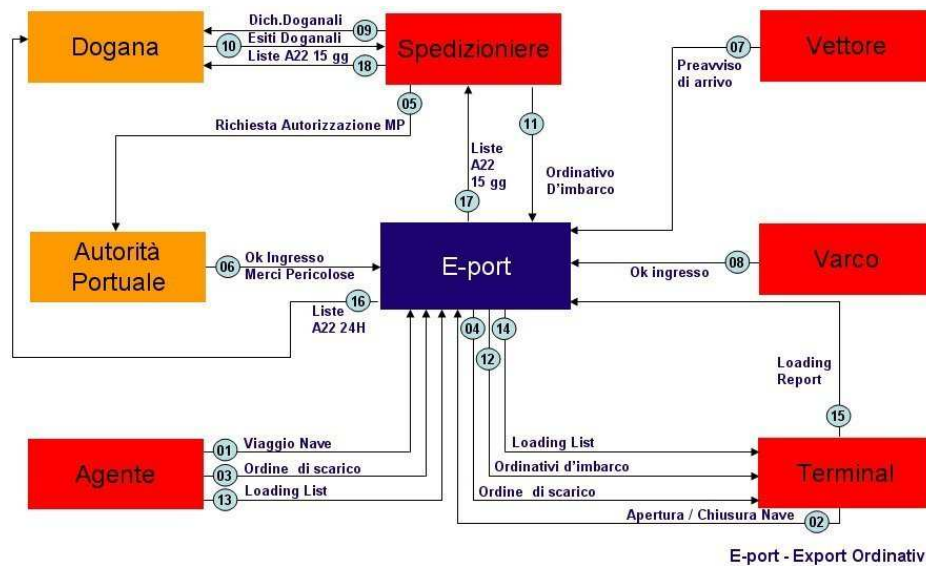 Dich.Doganali
09
Dogana
10
Esiti Doganali
Spedizioniere
07
Vettore
Liste A22 15 gg
18
Preavviso
di arrivo
05
Richiesta Autorizzazione MP
11
Liste
A22
15 gg
Ordinativo
D'imbarco
17
Autorità
Portuale
06
Ok Ingresso
Merci Pericolose
E-port
Ok ingresso
08
Varco
16
Liste
A22 24H
04
14
12
Loading
Report
15
Agente
01
Viaggio Nave
03
Ordine di scarico
13
Loading List
Loading List
Ordinativi d'imbarco
Ordine di scarico
Terminal
Apertura / Chiusura Nave
02
E-port - Export Ordinativ